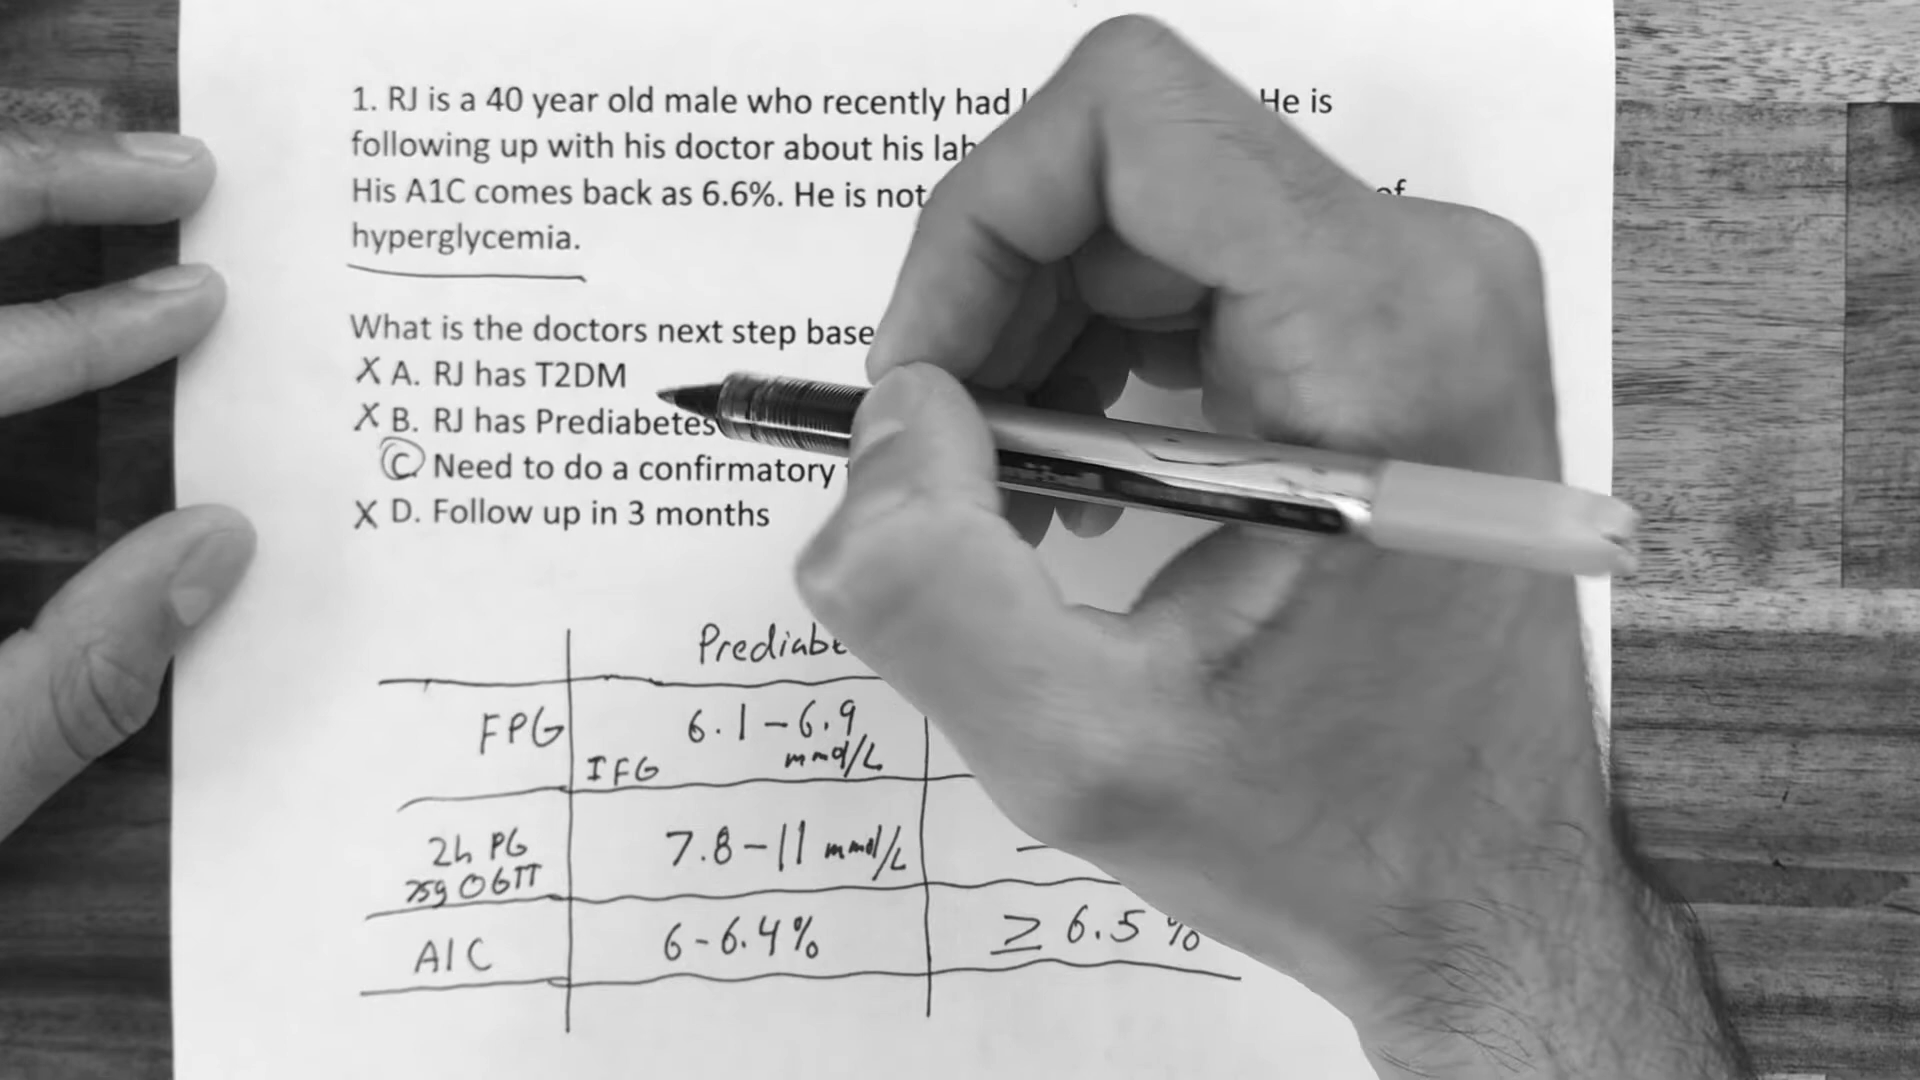 1. RJ is a 40 year old male who recently had He is
following up with his doctor about his
His A1C comes back as 6.6%. He is not of
hyperglycemia.
What is the doctors next step
X A. RJ has T2DM
X B. RJ has Prediabetes
C. Need to do a confirmatory
X D. Follow up in 3 months
FPG 6.1 - 6.9
IFG mmol/L
2h PG 7.8 - 11 mmol/L
75g OGTT
A1C 6 - 6.4% ≥ 6.5%